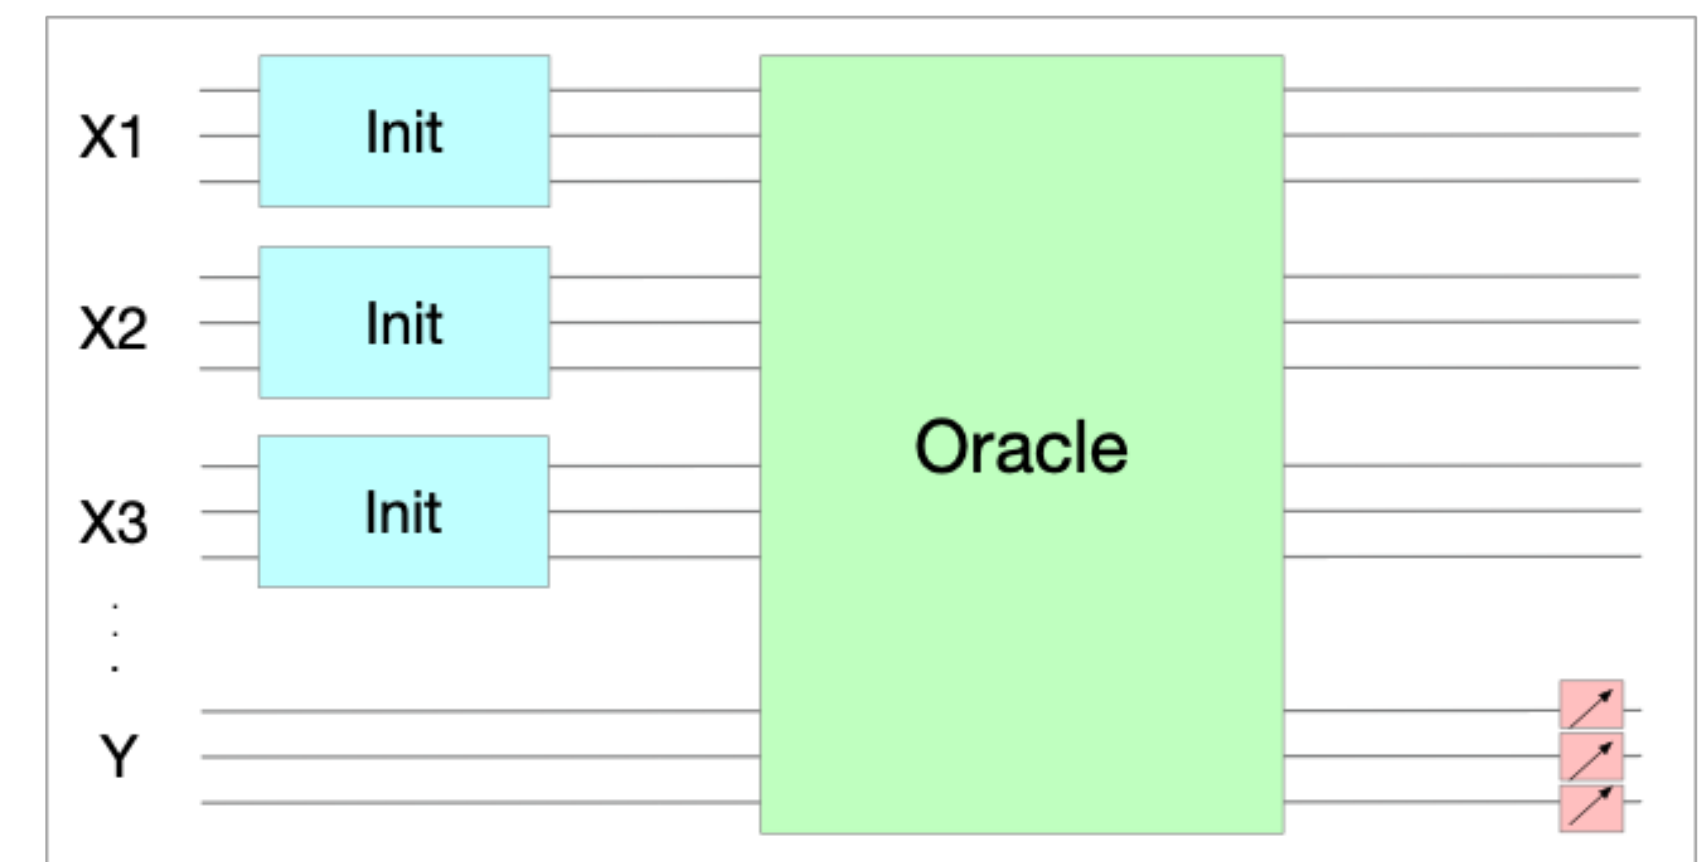 X1
Init
X2
Init
Oracle
X3
Init
.
.
.
Y